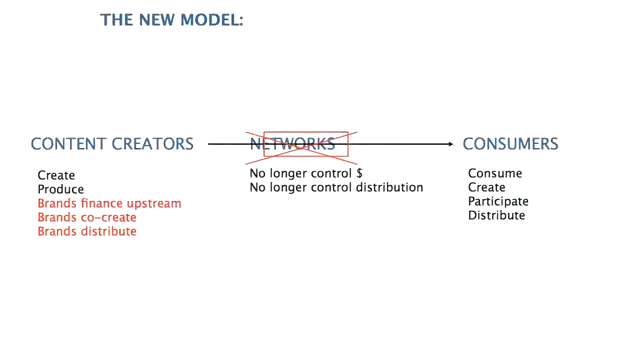 THE NEW MODEL:
CONTENT CREATORS
Create
Produce
Brands finance upstream
Brands co-create
Brands distribute
NETWORKS
No longer control $
No longer control distribution
CONSUMERS
Consume
Create
Participate
Distribute